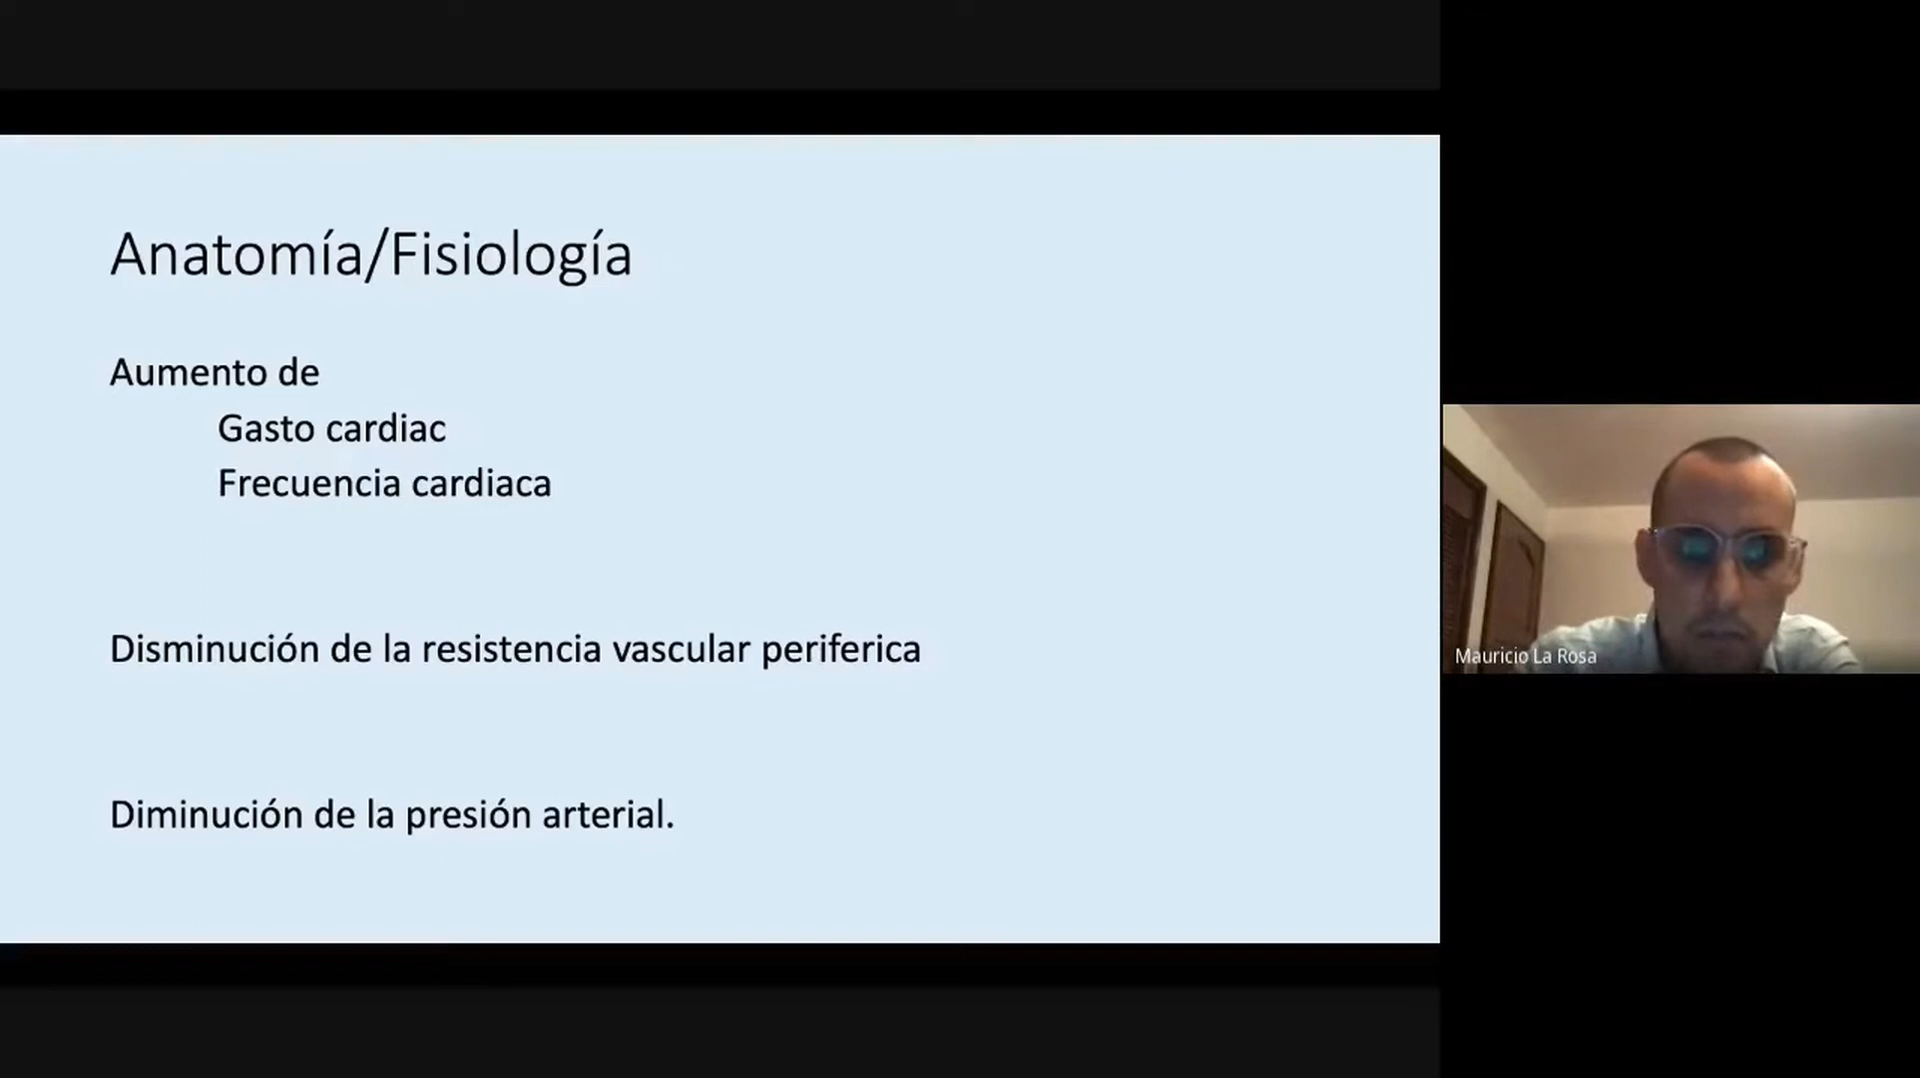 Anatomía/Fisiología
Aumento de
Gasto cardiac
Frecuencia cardiaca
Disminución de la resistencia vascular periferica
Diminución de la presión arterial.
Mauricio La Rosa